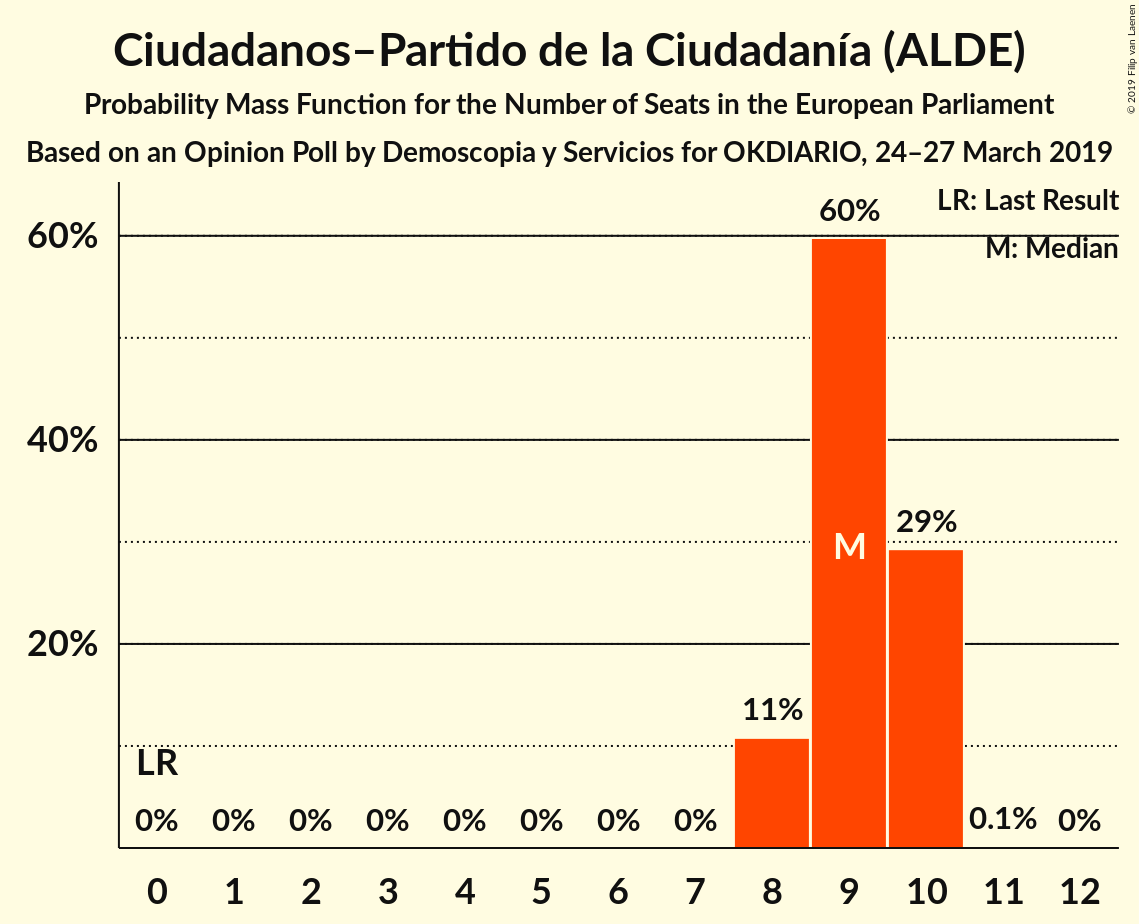 Ciudadanos–Partido de la Ciudadanía (ALDE)
Probability Mass Function for the Number of Seats in the European Parliament
Based on an Opinion Poll by Demoscopia y Servicios for OKDIARIO, 24–27 March 2019
© 2019 Filip van Laenen
LR: Last Result
M: Median
60%
40%
20%
60%
29%
M
11%
LR
0% 0% 0% 0% 0% 0% 0% 0% 0.1% 0%
0 1 2 3 4 5 6 7 8 9 10 11 12